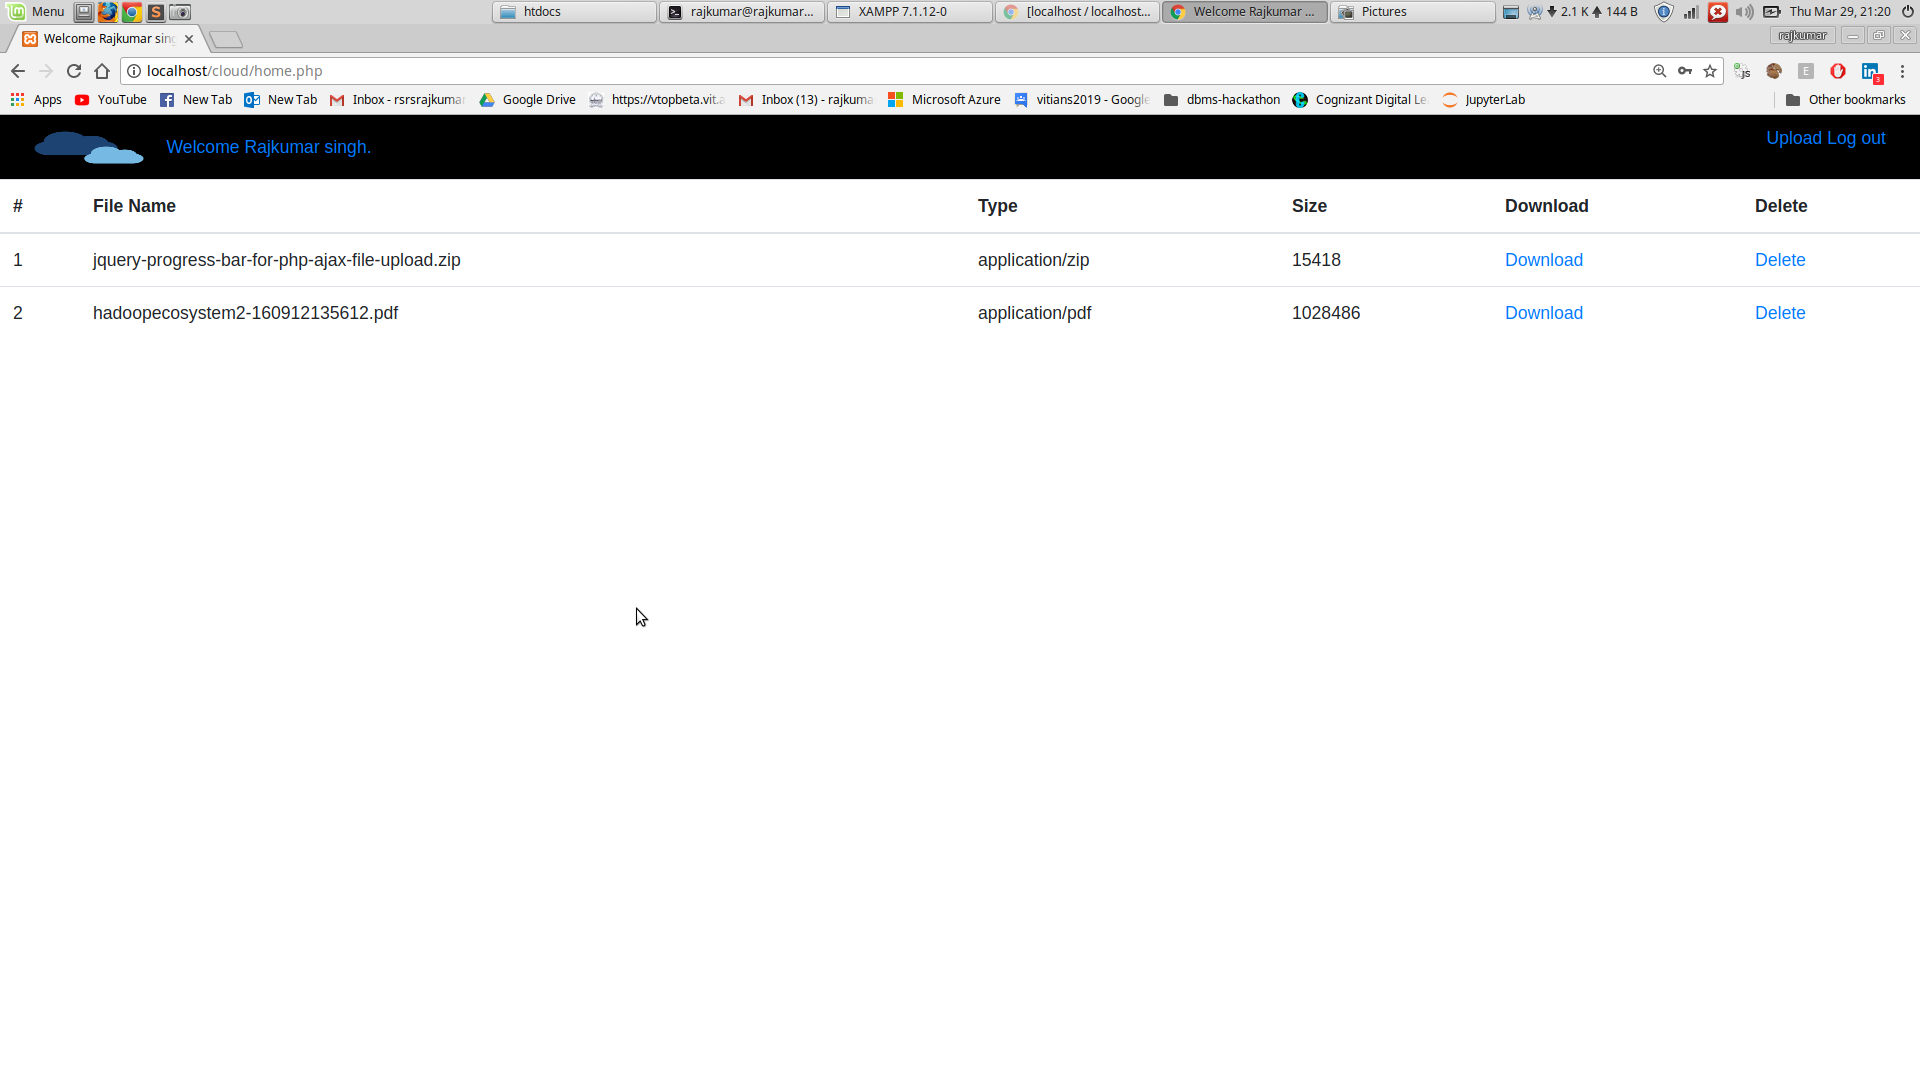 Menu htdocs rajkumar@rajkumar... XAMPP 7.1.12-0 [localhost / localhost... Welcome Rajkumar ... Pictures 2.1 K 144 B Thu Mar 29, 21:20
Welcome Rajkumar sin rajkumar
localhost/cloud/home.php
Apps YouTube New Tab New Tab Inbox - rsrsrajkumar Google Drive https://vtopbeta.vit.a Inbox (13) - rajkuma Microsoft Azure vitians2019 - Google dbms-hackathon Cognizant Digital Le JupyterLab Other bookmarks
Welcome Rajkumar singh. Upload Log out
# File Name Type Size Download Delete
1 jquery-progress-bar-for-php-ajax-file-upload.zip application/zip 15418 Download Delete
2 hadoopecosystem2-160912135612.pdf application/pdf 1028486 Download Delete